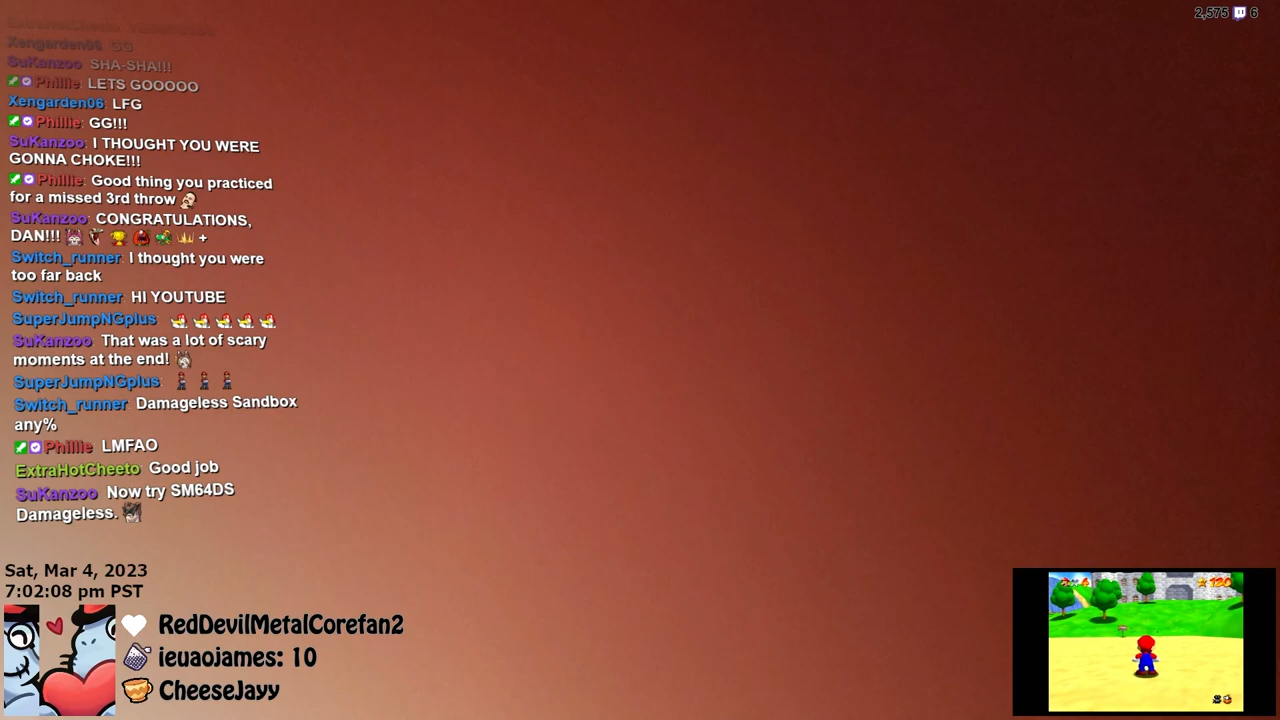 2,575 6
Xengarden06 GG
SuKanzoo SHA-SHA!!!
Phillie LETS GOOOOO
Xengarden06 LFG
Phillie GG!!!
SuKanzoo I THOUGHT YOU WERE
GONNA CHOKE!!!
Phillie Good thing you practiced
for a missed 3rd throw
SuKanzoo CONGRATULATIONS,
DAN!!! +
Switch_runner I thought you were
too far back
Switch_runner HI YOUTUBE
SuperJumpNGplus
SuKanzoo That was a lot of scary
moments at the end!
SuperJumpNGplus
Switch_runner Damageless Sandbox
any%
Phillie LMFAO
ExtraHotCheeto Good job
SuKanzoo Now try SM64DS
Damageless.
Sat, Mar 4, 2023
7:02:08 pm PST
RedDevilMetalCorefan2
ieuaojames: 10
CheeseJayy
120